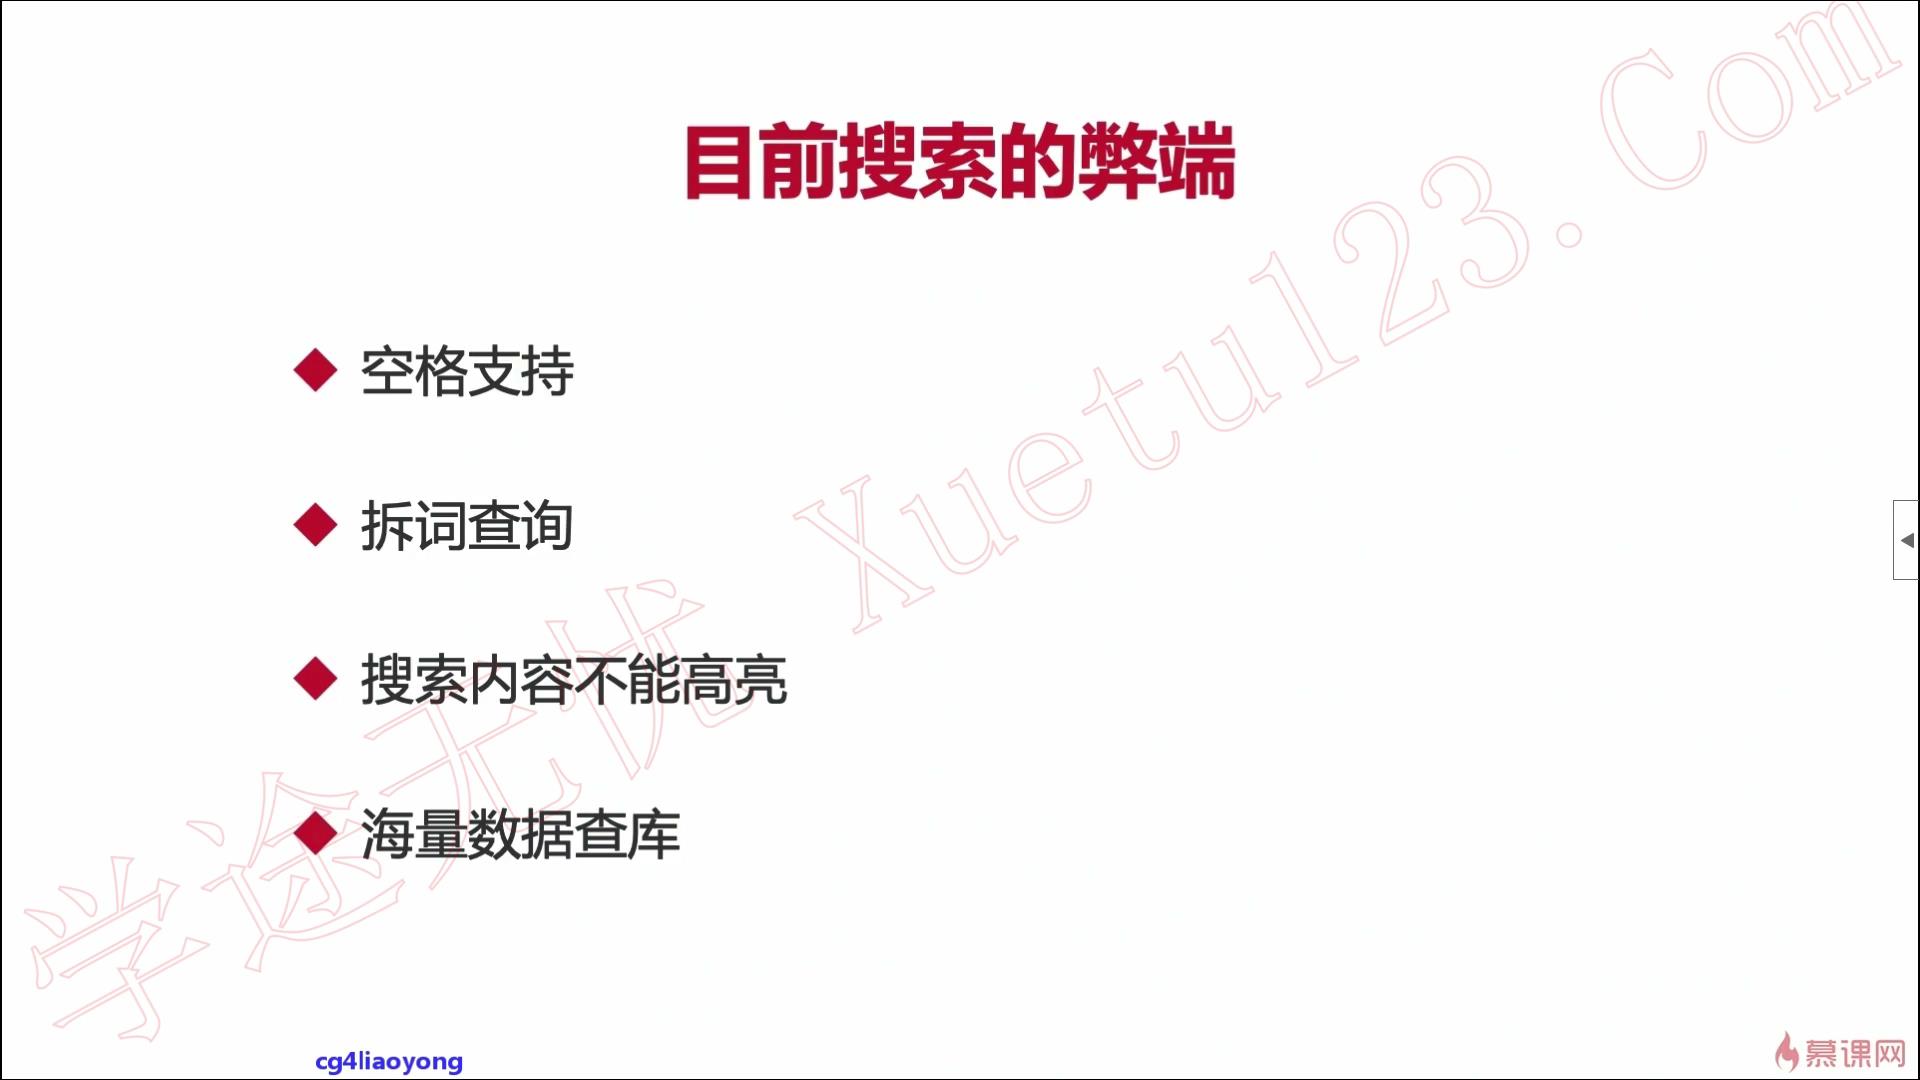 目前搜索的弊端
空格支持
拆词查询
搜索内容不能高亮
海量数据查库
学途无忧 Xuetu123.Com
cg4liaoyong
慕课网